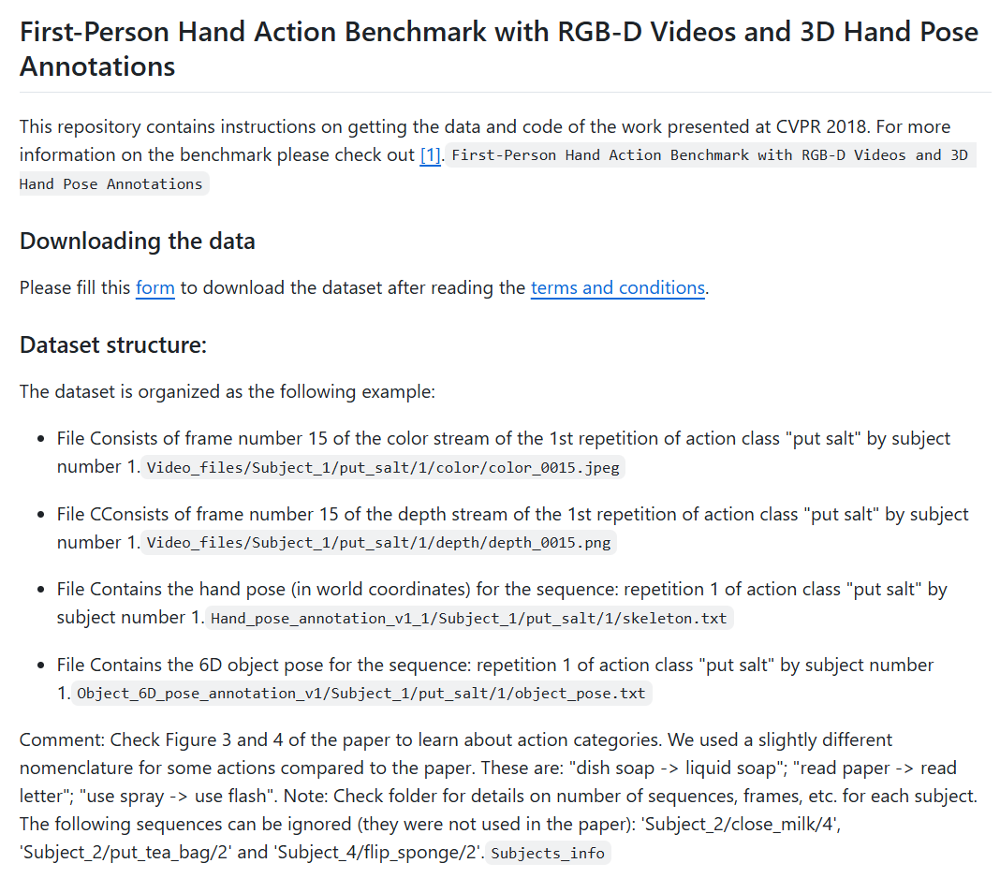 First-Person Hand Action Benchmark with RGB-D Videos and 3D Hand Pose
Annotations
This repository contains instructions on getting the data and code of the work presented at CVPR 2018. For more
information on the benchmark please check out [1]. First-Person Hand Action Benchmark with RGB-D Videos and 3D
Hand Pose Annotations
Downloading the data
Please fill this form to download the dataset after reading the terms and conditions.
Dataset structure:
The dataset is organized as the following example:
• File Consists of frame number 15 of the color stream of the 1st repetition of action class "put salt" by subject
number 1. Video_files/Subject_1/put_salt/1/color/color_0015.jpeg
• File CConsists of frame number 15 of the depth stream of the 1st repetition of action class "put salt" by subject
number 1. Video_files/Subject_1/put_salt/1/depth/depth_0015.png
• File Contains the hand pose (in world coordinates) for the sequence: repetition 1 of action class "put salt" by
subject number 1. Hand_pose_annotation_v1_1/Subject_1/put_salt/1/skeleton.txt
• File Contains the 6D object pose for the sequence: repetition 1 of action class "put salt" by subject number
1. Object_6D_pose_annotation_v1/Subject_1/put_salt/1/object_pose.txt
Comment: Check Figure 3 and 4 of the paper to learn about action categories. We used a slightly different
nomenclature for some actions compared to the paper. These are: "dish soap -> liquid soap"; "read paper -> read
letter"; "use spray -> use flash". Note: Check folder for details on number of sequences, frames, etc. for each subject.
The following sequences can be ignored (they were not used in the paper): 'Subject_2/close_milk/4',
'Subject_2/put_tea_bag/2' and 'Subject_4/flip_sponge/2'. Subjects_info